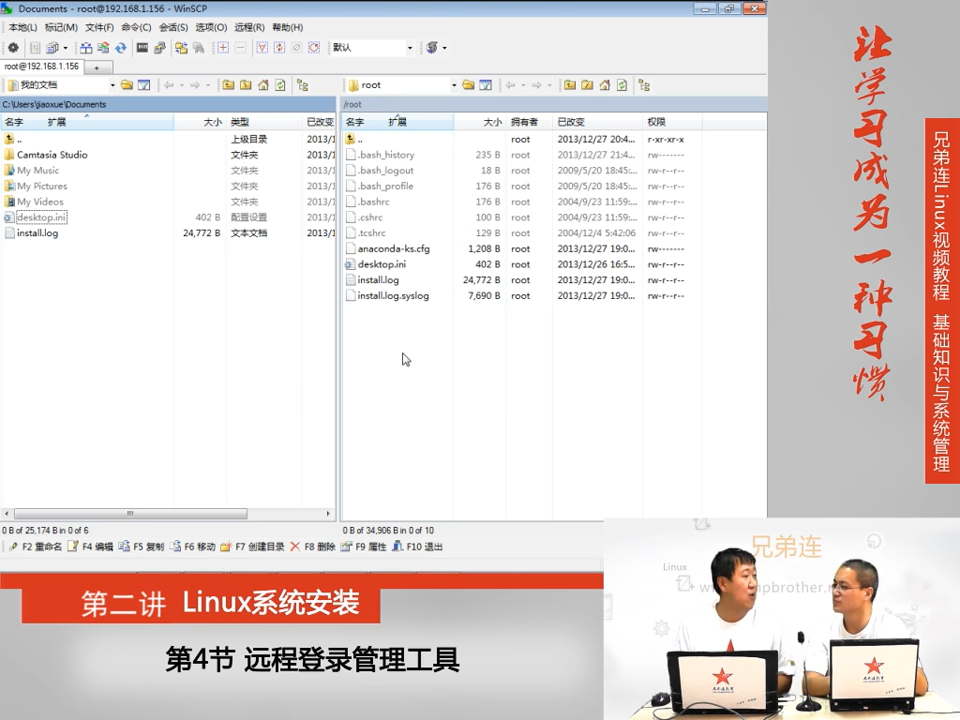 Documents - root@192.168.1.156 - WinSCP
本地(L) 标记(M) 文件(F) 命令(C) 会话(S) 选项(O) 远程(R) 帮助(H)
默认
root@192.168.1.156
我的文档
root
C:\Users\jiaoxue\Documents
/root
名字 扩展 大小 类型 已改变
.. 上级目录 2013/1
Camtasia Studio 文件夹 2013/1
My Music 文件夹 2013/1
My Pictures 文件夹 2013/1
My Videos 文件夹 2013/1
desktop.ini 402 B 配置设置 2013/1
install.log 24,772 B 文本文档 2013/1
名字 扩展 大小 拥有者 已改变 权限
.. root 2013/12/27 20:4... r-xr-xr-x
.bash_history 235 B root 2013/12/27 21:4... rw-------
.bash_logout 18 B root 2009/5/20 18:45:... rw-r--r--
.bash_profile 176 B root 2009/5/20 18:45:... rw-r--r--
.bashrc 176 B root 2004/9/23 11:59:... rw-r--r--
.cshrc 100 B root 2004/9/23 11:59:... rw-r--r--
.tcshrc 129 B root 2004/12/4 5:42:06 rw-r--r--
anaconda-ks.cfg 1,208 B root 2013/12/27 19:0... rw-------
desktop.ini 402 B root 2013/12/26 16:5... rw-r--r--
install.log 24,772 B root 2013/12/27 19:0... rw-r--r--
install.log.syslog 7,690 B root 2013/12/27 19:0... rw-r--r--
0 B of 25,174 B in 0 of 6
0 B of 34,906 B in 0 of 10
F2 重命名 F4 编辑 F5 复制 F6 移动 F7 创建目录 F8 删除 F9 属性 F10 退出
让学习成为一种习惯
兄弟连Linux视频教程 基础知识与系统管理
第二讲 Linux系统安装
第4节 远程登录管理工具
兄弟连
Linux